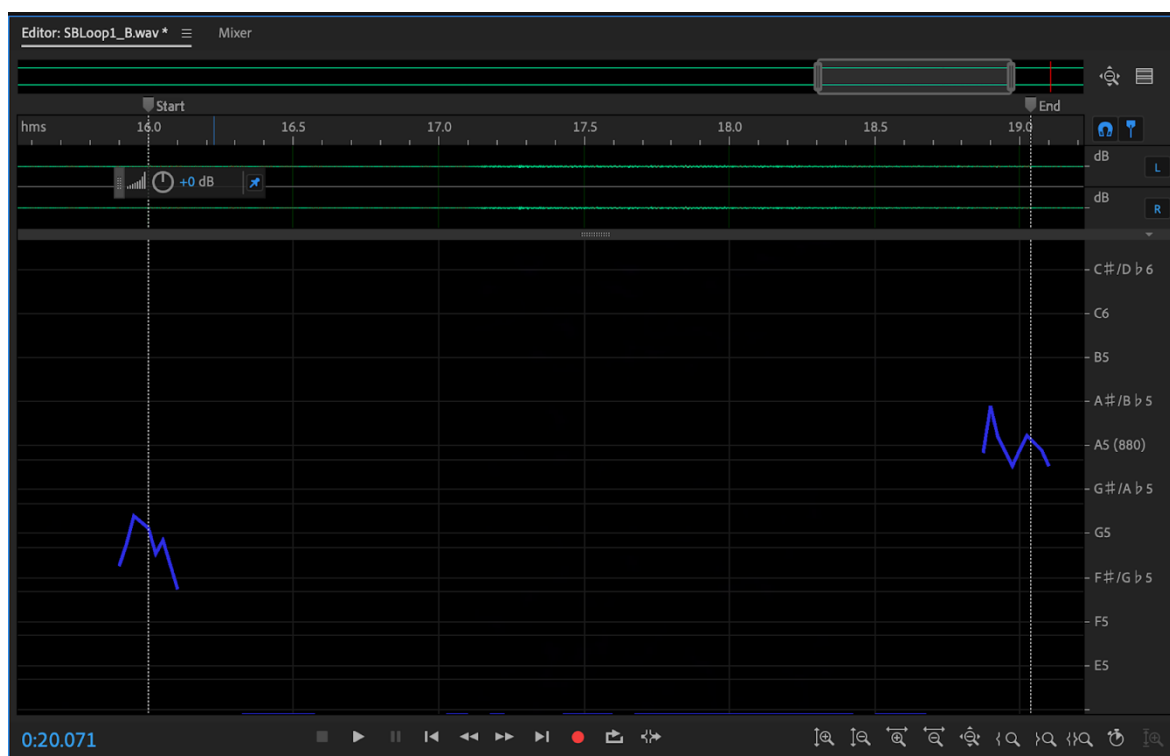 Editor: SBLoop1_B.wav * Mixer
Start End
hms 16.0 16.5 17.0 17.5 18.0 18.5 19.0
dB L
+0 dB
dB R
C♯/D♭6
C6
B5
A♯/B♭5
A5 (880)
G♯/A♭5
G5
F♯/G♭5
F5
E5
0:20.071